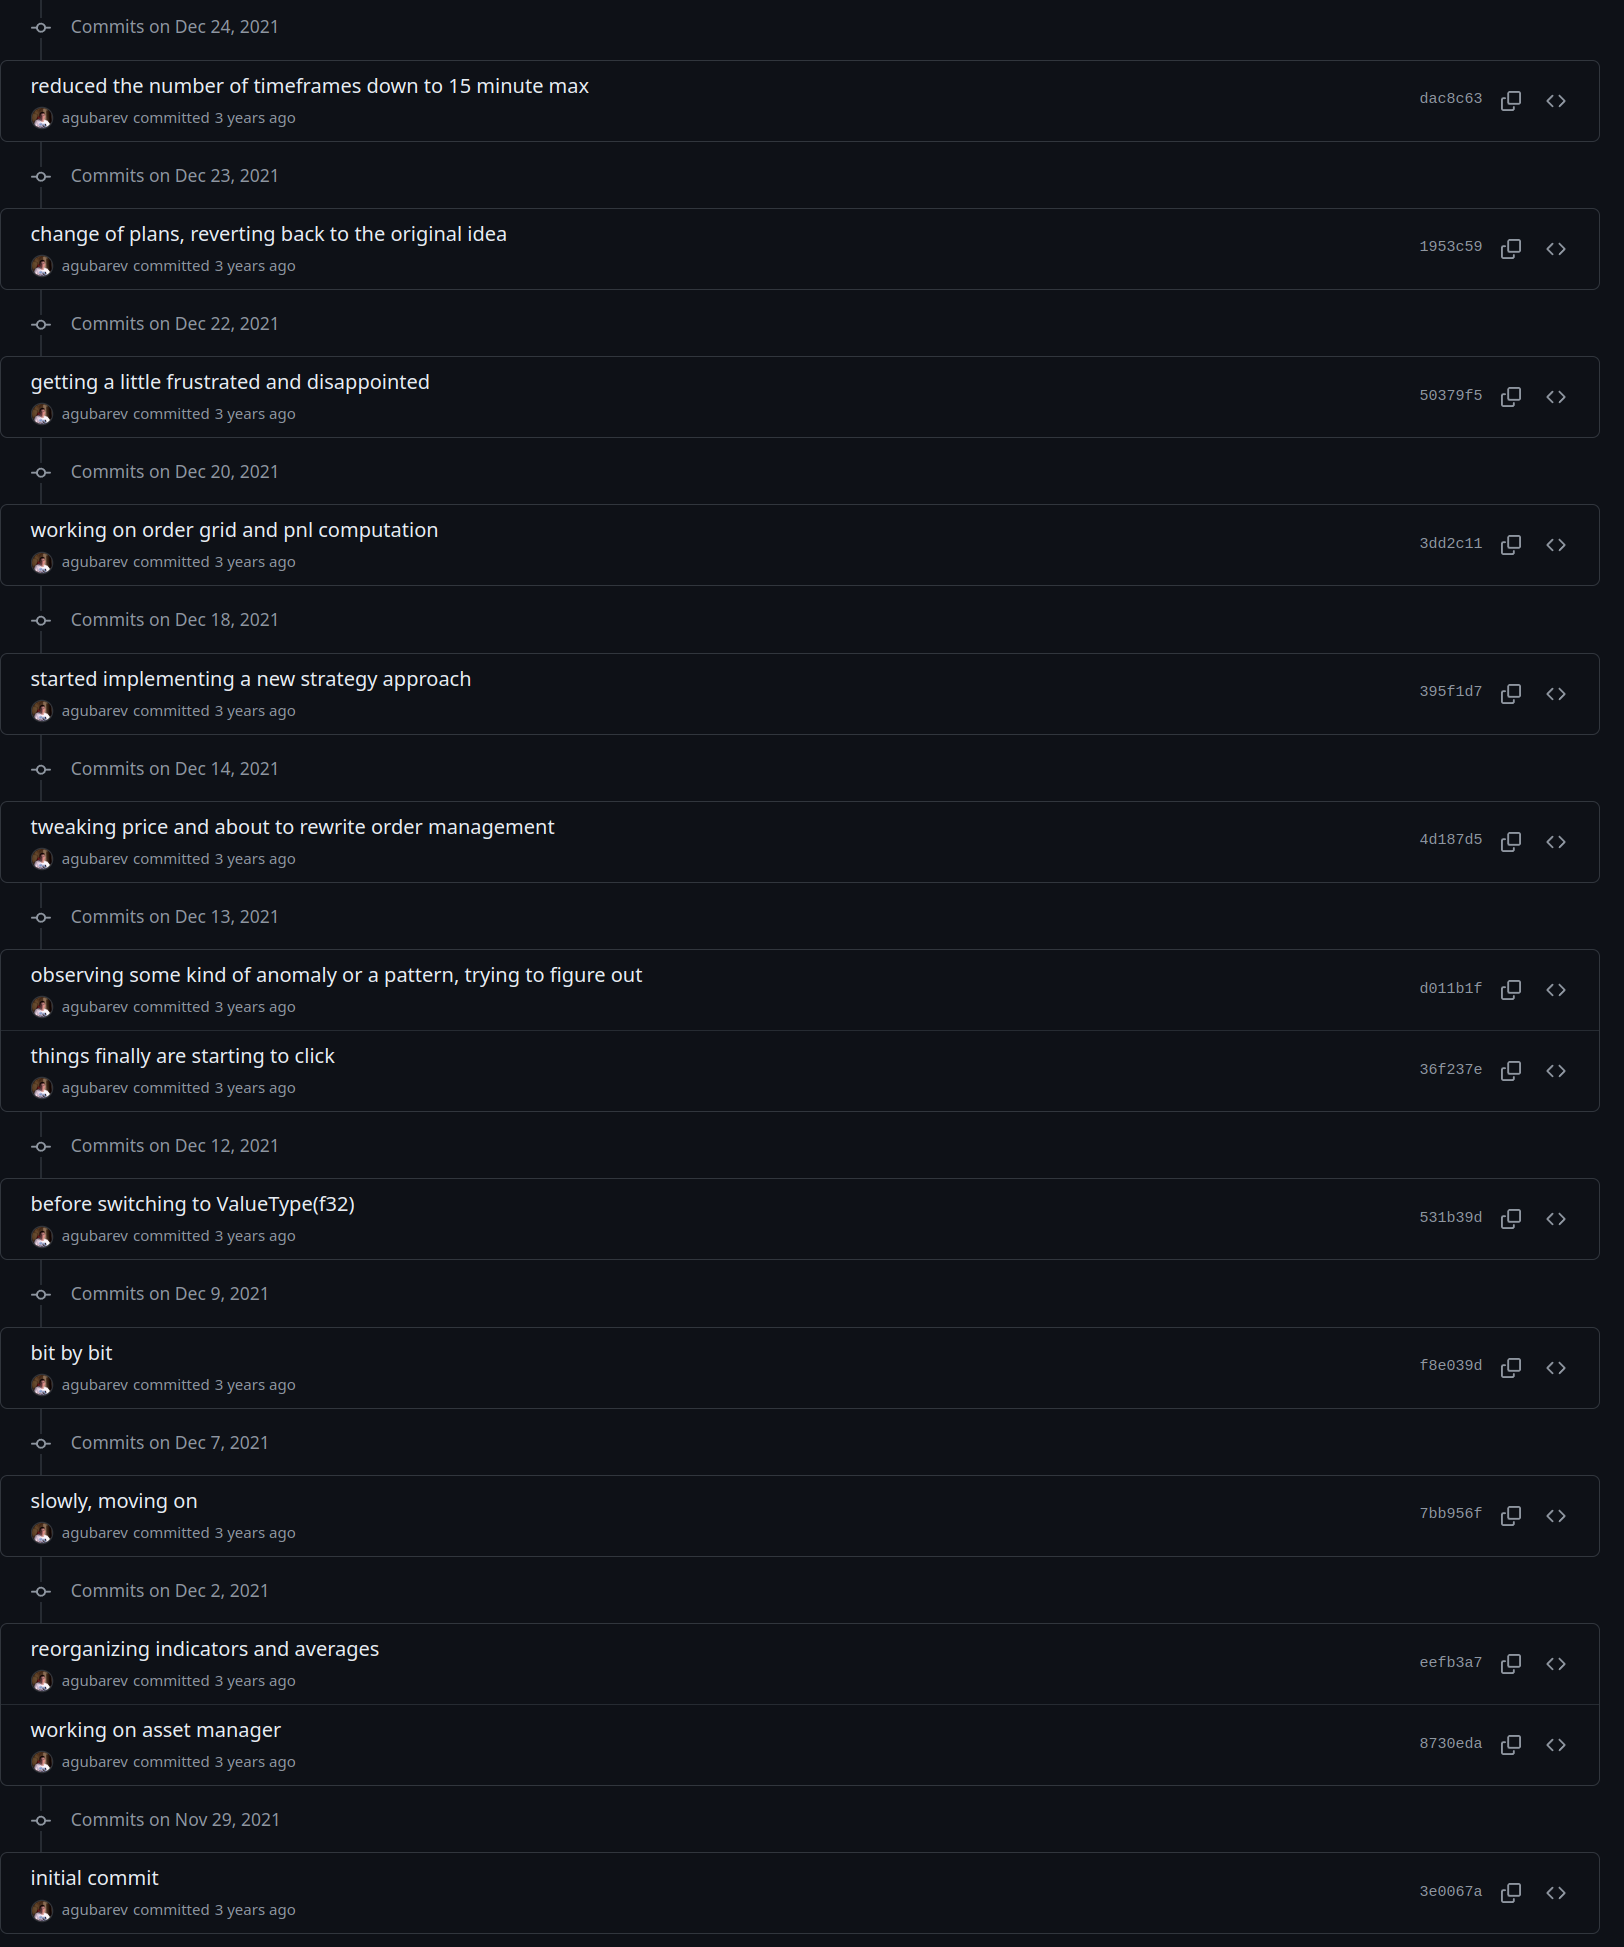 Commits on Dec 24, 2021
reduced the number of timeframes down to 15 minute max
dac8c63
agubarev committed 3 years ago
Commits on Dec 23, 2021
change of plans, reverting back to the original idea
1953c59
agubarev committed 3 years ago
Commits on Dec 22, 2021
getting a little frustrated and disappointed
50379f5
agubarev committed 3 years ago
Commits on Dec 20, 2021
working on order grid and pnl computation
3dd2c11
agubarev committed 3 years ago
Commits on Dec 18, 2021
started implementing a new strategy approach
395f1d7
agubarev committed 3 years ago
Commits on Dec 14, 2021
tweaking price and about to rewrite order management
4d187d5
agubarev committed 3 years ago
Commits on Dec 13, 2021
observing some kind of anomaly or a pattern, trying to figure out
d011b1f
agubarev committed 3 years ago
things finally are starting to click
36f237e
agubarev committed 3 years ago
Commits on Dec 12, 2021
before switching to ValueType(f32)
531b39d
agubarev committed 3 years ago
Commits on Dec 9, 2021
bit by bit
f8e039d
agubarev committed 3 years ago
Commits on Dec 7, 2021
slowly, moving on
7bb956f
agubarev committed 3 years ago
Commits on Dec 2, 2021
reorganizing indicators and averages
eefb3a7
agubarev committed 3 years ago
working on asset manager
8730eda
agubarev committed 3 years ago
Commits on Nov 29, 2021
initial commit
3e0067a
agubarev committed 3 years ago